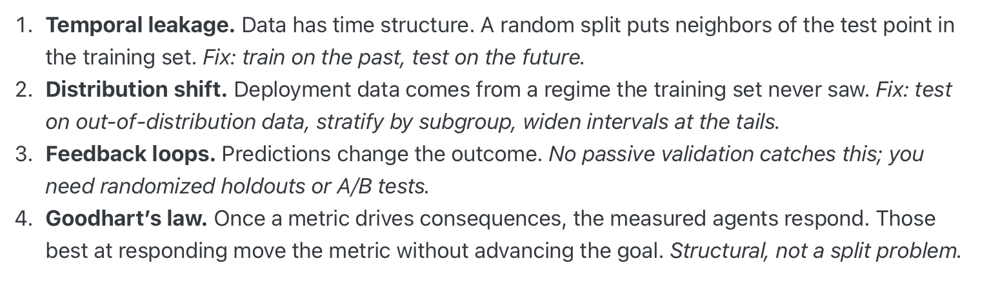 1. Temporal leakage. Data has time structure. A random split puts neighbors of the test point in
the training set. Fix: train on the past, test on the future.
2. Distribution shift. Deployment data comes from a regime the training set never saw. Fix: test
on out-of-distribution data, stratify by subgroup, widen intervals at the tails.
3. Feedback loops. Predictions change the outcome. No passive validation catches this; you
need randomized holdouts or A/B tests.
4. Goodhart’s law. Once a metric drives consequences, the measured agents respond. Those
best at responding move the metric without advancing the goal. Structural, not a split problem.